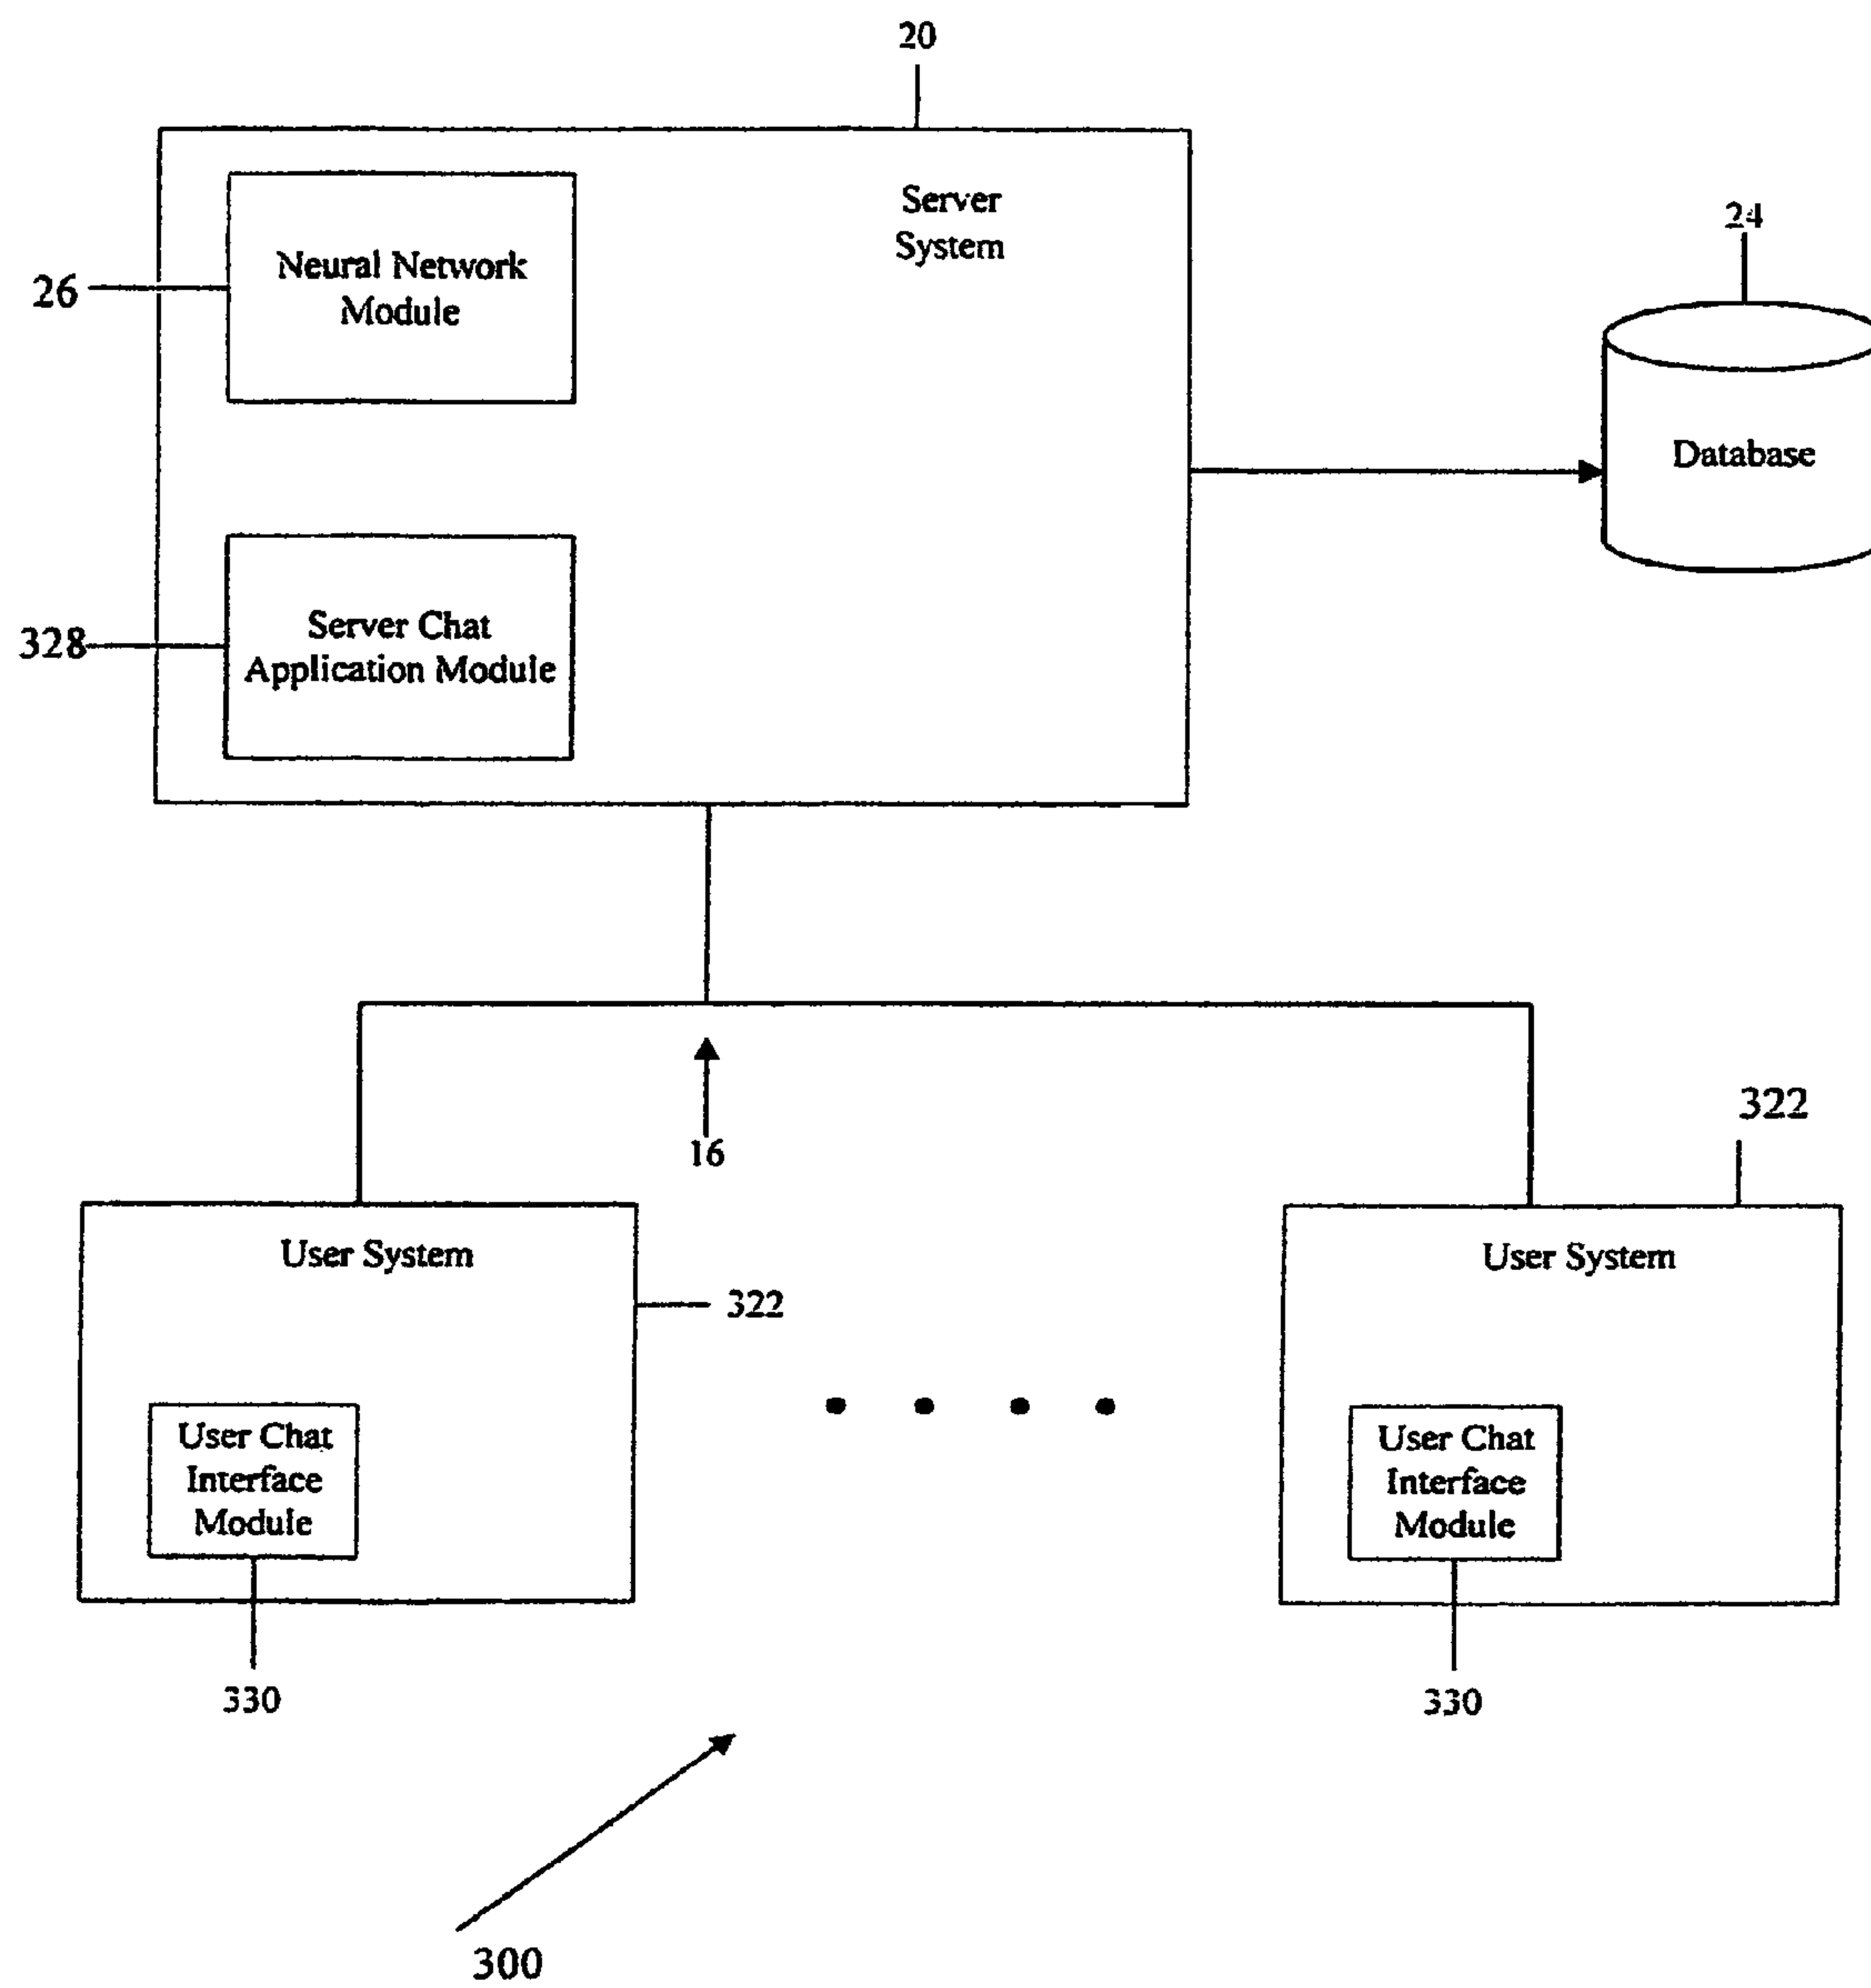 20
Server
System
Neural Network
Module
26
24
Database
Server Chat
Application Module
328
16
322
User System
322
User System
User Chat
Interface
Module
User Chat
Interface
Module
330
330
300